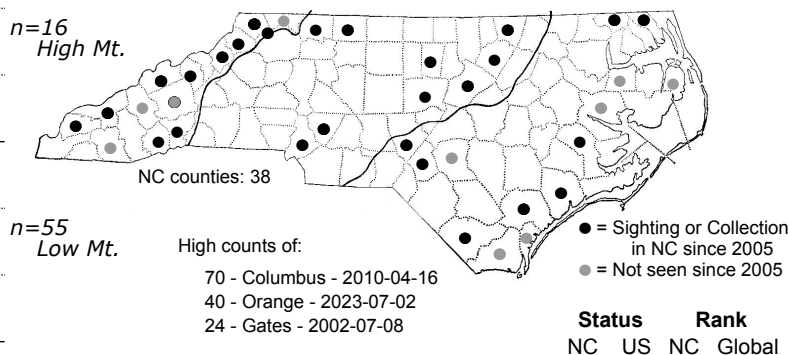 n=16
High Mt.
NC counties: 38
n=55
Low Mt.
High counts of:
70 - Columbus - 2010-04-16
40 - Orange - 2023-07-02
24 - Gates - 2002-07-08
● = Sighting or Collection
in NC since 2005
● = Not seen since 2005
Status Rank
NC US NC Global